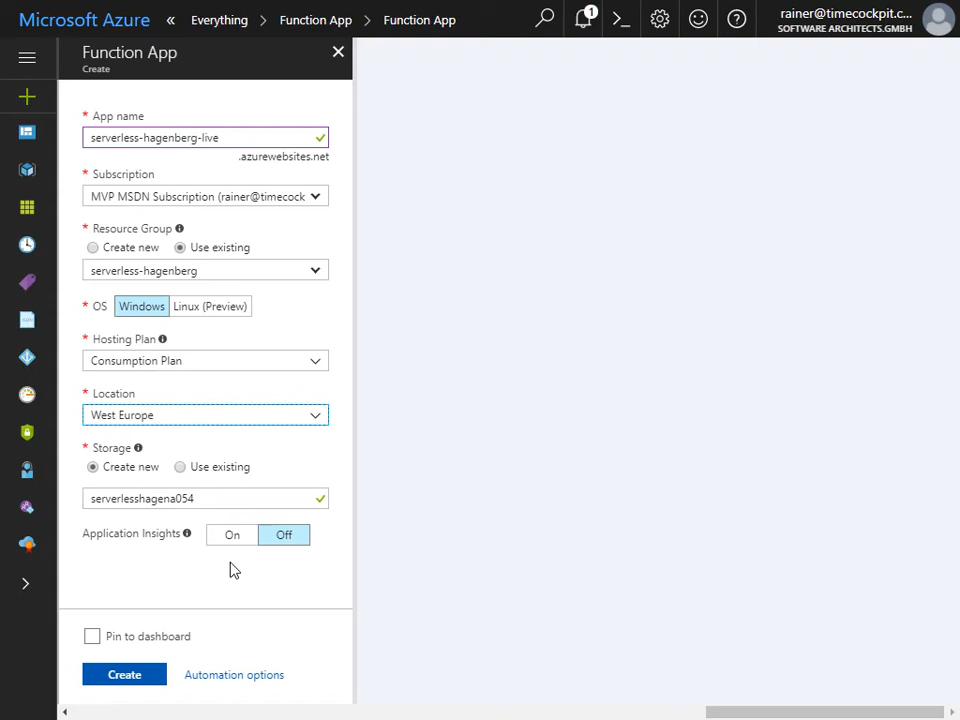 Microsoft Azure « Everything > Function App > Function App 1 rainer@timecockpit.c...
SOFTWARE ARCHITECTS.GMBH
Function App
Create
* App name
serverless-hagenberg-live
.azurewebsites.net
* Subscription
MVP MSDN Subscription (rainer@timecock
* Resource Group
Create new Use existing
serverless-hagenberg
* OS Windows Linux (Preview)
* Hosting Plan
Consumption Plan
* Location
West Europe
* Storage
Create new Use existing
serverlesshagena054
Application Insights On Off
Pin to dashboard
Create Automation options